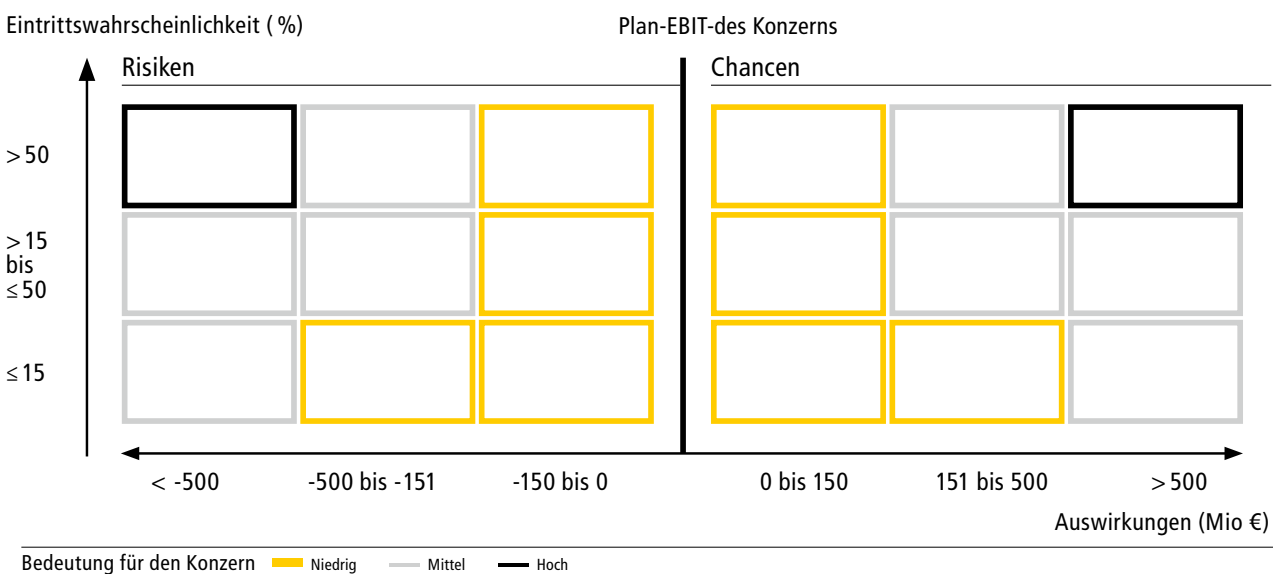 Eintrittswahrscheinlichkeit ( %)
Plan-EBIT-des Konzerns
Risiken
Chancen
> 50
> 15
bis
≤ 50
≤ 15
< -500
-500 bis -151
-150 bis 0
0 bis 150
151 bis 500
> 500
Auswirkungen (Mio €)
Bedeutung für den Konzern Niedrig Mittel Hoch